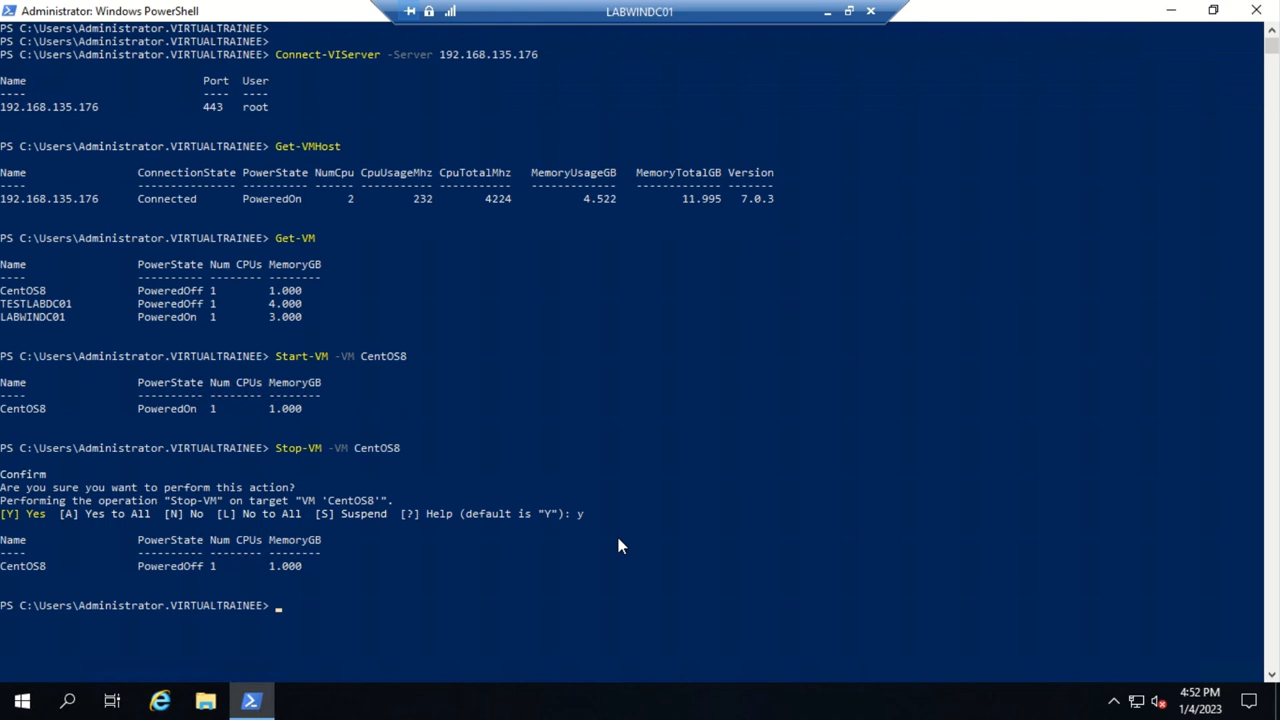 Administrator: Windows PowerShell
LABWINDC01
PS C:\Users\Administrator.VIRTUALTRAINEE>
PS C:\Users\Administrator.VIRTUALTRAINEE>
PS C:\Users\Administrator.VIRTUALTRAINEE> Connect-VIServer -Server 192.168.135.176
Name Port User
---- ---- ----
192.168.135.176 443 root
PS C:\Users\Administrator.VIRTUALTRAINEE> Get-VMHost
Name ConnectionState PowerState NumCpu CpuUsageMhz CpuTotalMhz MemoryUsageGB MemoryTotalGB Version
---- --------------- ---------- ------ ----------- ----------- ------------- ------------- -------
192.168.135.176 Connected PoweredOn 2 232 4224 4.522 11.995 7.0.3
PS C:\Users\Administrator.VIRTUALTRAINEE> Get-VM
Name PowerState Num CPUs MemoryGB
---- ---------- -------- --------
CentOS8 PoweredOff 1 1.000
TESTLABDC01 PoweredOff 1 4.000
LABWINDC01 PoweredOn 1 3.000
PS C:\Users\Administrator.VIRTUALTRAINEE> Start-VM -VM CentOS8
Name PowerState Num CPUs MemoryGB
---- ---------- -------- --------
CentOS8 PoweredOn 1 1.000
PS C:\Users\Administrator.VIRTUALTRAINEE> Stop-VM -VM CentOS8
Confirm
Are you sure you want to perform this action?
Performing the operation "Stop-VM" on target "VM 'CentOS8'".
[Y] Yes [A] Yes to All [N] No [L] No to All [S] Suspend [?] Help (default is "Y"): y
Name PowerState Num CPUs MemoryGB
---- ---------- -------- --------
CentOS8 PoweredOff 1 1.000
PS C:\Users\Administrator.VIRTUALTRAINEE> _
4:52 PM
1/4/2023